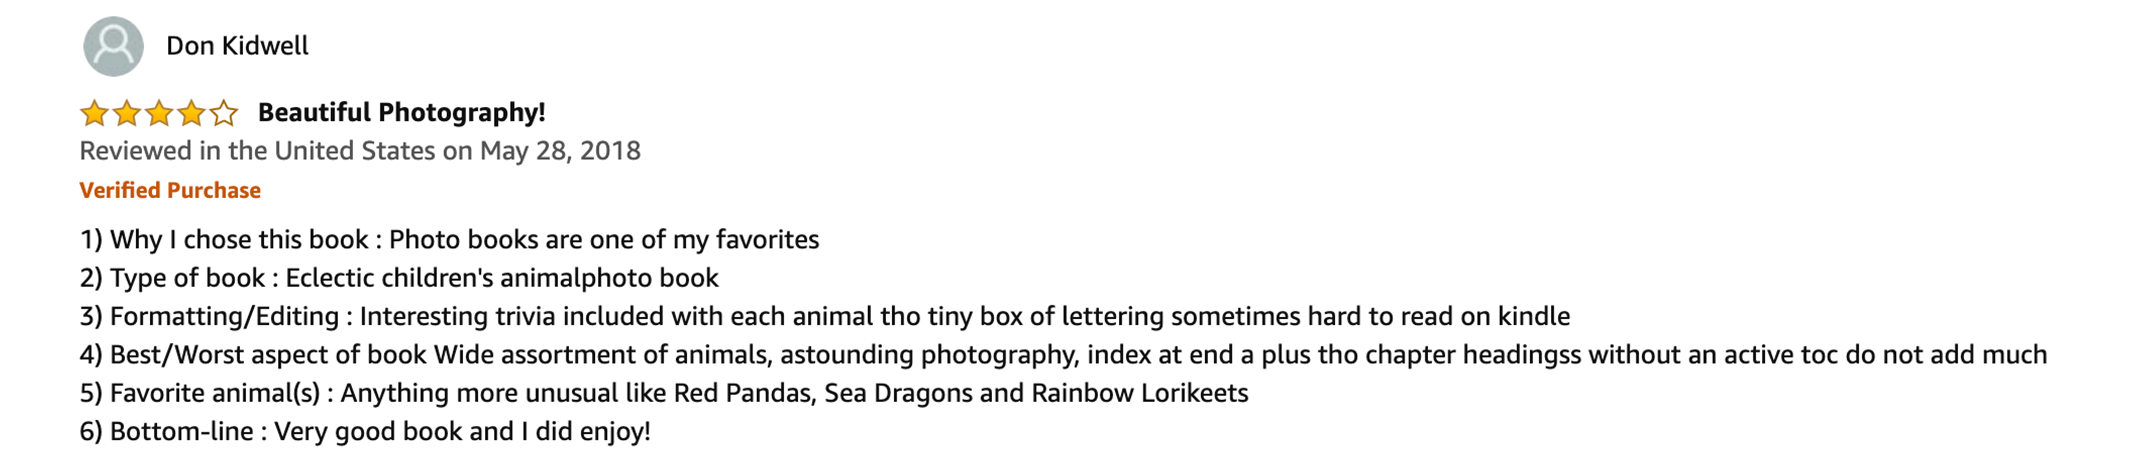 Don Kidwell
Beautiful Photography!
Reviewed in the United States on May 28, 2018
Verified Purchase
1) Why I chose this book : Photo books are one of my favorites
2) Type of book : Eclectic children's animalphoto book
3) Formatting/Editing : Interesting trivia included with each animal tho tiny box of lettering sometimes hard to read on kindle
4) Best/Worst aspect of book Wide assortment of animals, astounding photography, index at end a plus tho chapter headingss without an active toc do not add much
5) Favorite animal(s) : Anything more unusual like Red Pandas, Sea Dragons and Rainbow Lorikeets
6) Bottom-line : Very good book and I did enjoy!